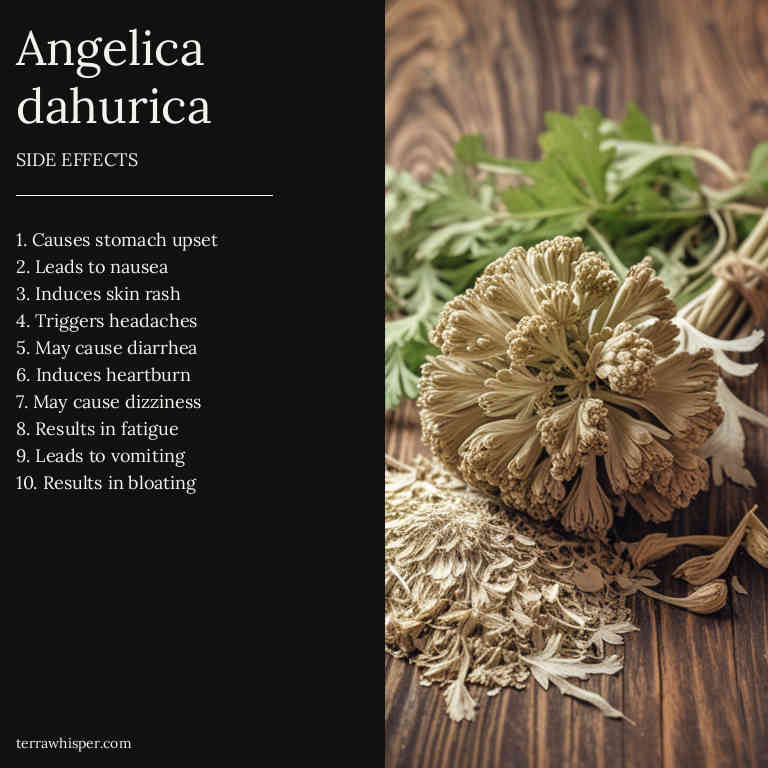 Angelica
dahurica
SIDE EFFECTS
1. Causes stomach upset
2. Leads to nausea
3. Induces skin rash
4. Triggers headaches
5. May cause diarrhea
6. Induces heartburn
7. May cause dizziness
8. Results in fatigue
9. Leads to vomiting
10. Results in bloating
terrawhisper.com